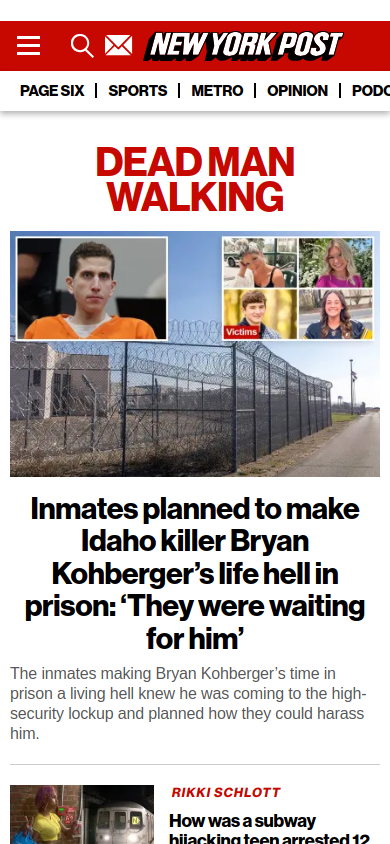 NEW YORK POST
PAGE SIX
SPORTS
METRO
OPINION
PODC
DEAD MAN
WALKING
Victims
Inmates planned to make
Idaho killer Bryan
Kohberger’s life hell in
prison: ‘They were waiting
for him’
The inmates making Bryan Kohberger’s time in
prison a living hell knew he was coming to the high-
security lockup and planned how they could harass
him.
RIKKI SCHLOTT
How was a subway
hijacking teen arrested 12